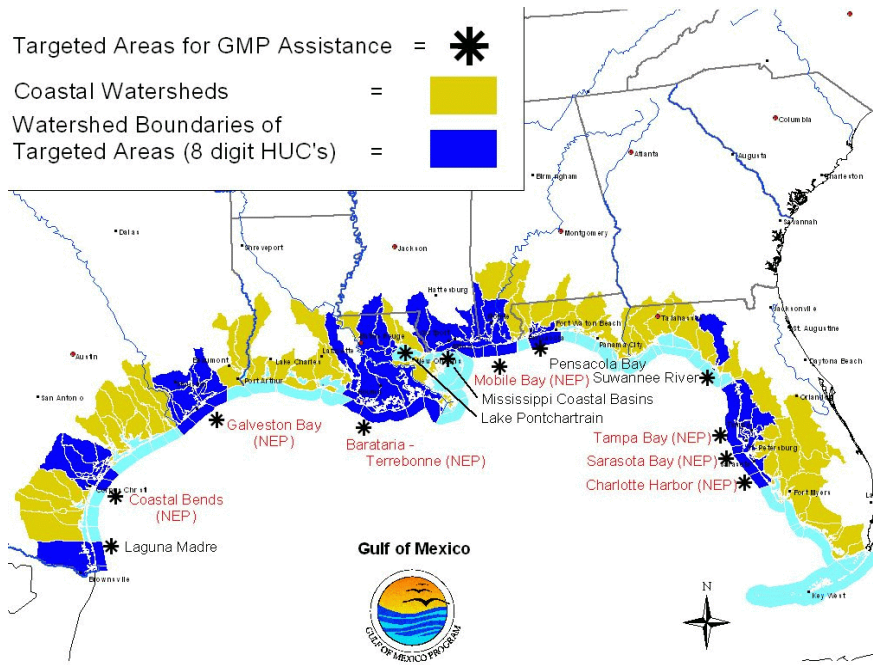 Targeted Areas for GMP Assistance =
Coastal Watersheds =
Watershed Boundaries of
Targeted Areas (8 digit HUC's) =
Columbia
Atlanta
Augusta
Birmingham
Charleston
Savannah
Montgomery
Dallas
Shreveport
Jackson
Hattiesburg
Jacksonville
St. Augustine
Daytona Beach
Orlando
Austin
San Antonio
Beaumont
Port Arthur
Lake Charles
Lafayette
New Orleans
Fort Walton Beach
Panama City
Pensacola Bay
Suwannee River
Mobile Bay (NEP)
Mississippi Coastal Basins
Lake Pontchartrain
Galveston Bay
(NEP)
Barataria -
Terrebonne (NEP)
Tampa Bay (NEP)
Sarasota Bay (NEP)
Charlotte Harbor (NEP)
Petersburg
Fort Myers
Coastal Bends
(NEP)
Laguna Madre
Brownsville
Key West
Gulf of Mexico
GULF OF MEXICO PROGRAM
N